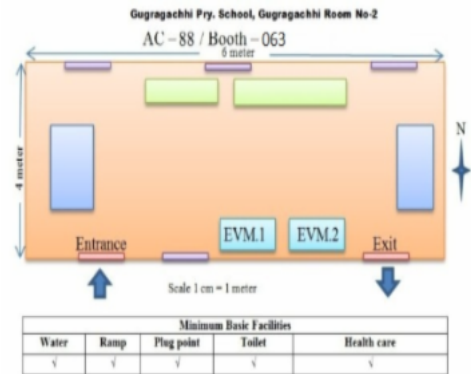 Gugragachhi Pry. School, Gugragachhi Room No-2
AC – 88 / Booth – 063
6 meter
4 meter
N
EVM.1 EVM.2
Entrance Exit
Scale 1 cm = 1 meter
Minimum Basic Facilities
Water Ramp Plug point Toilet Health care
√ √ √ √ √